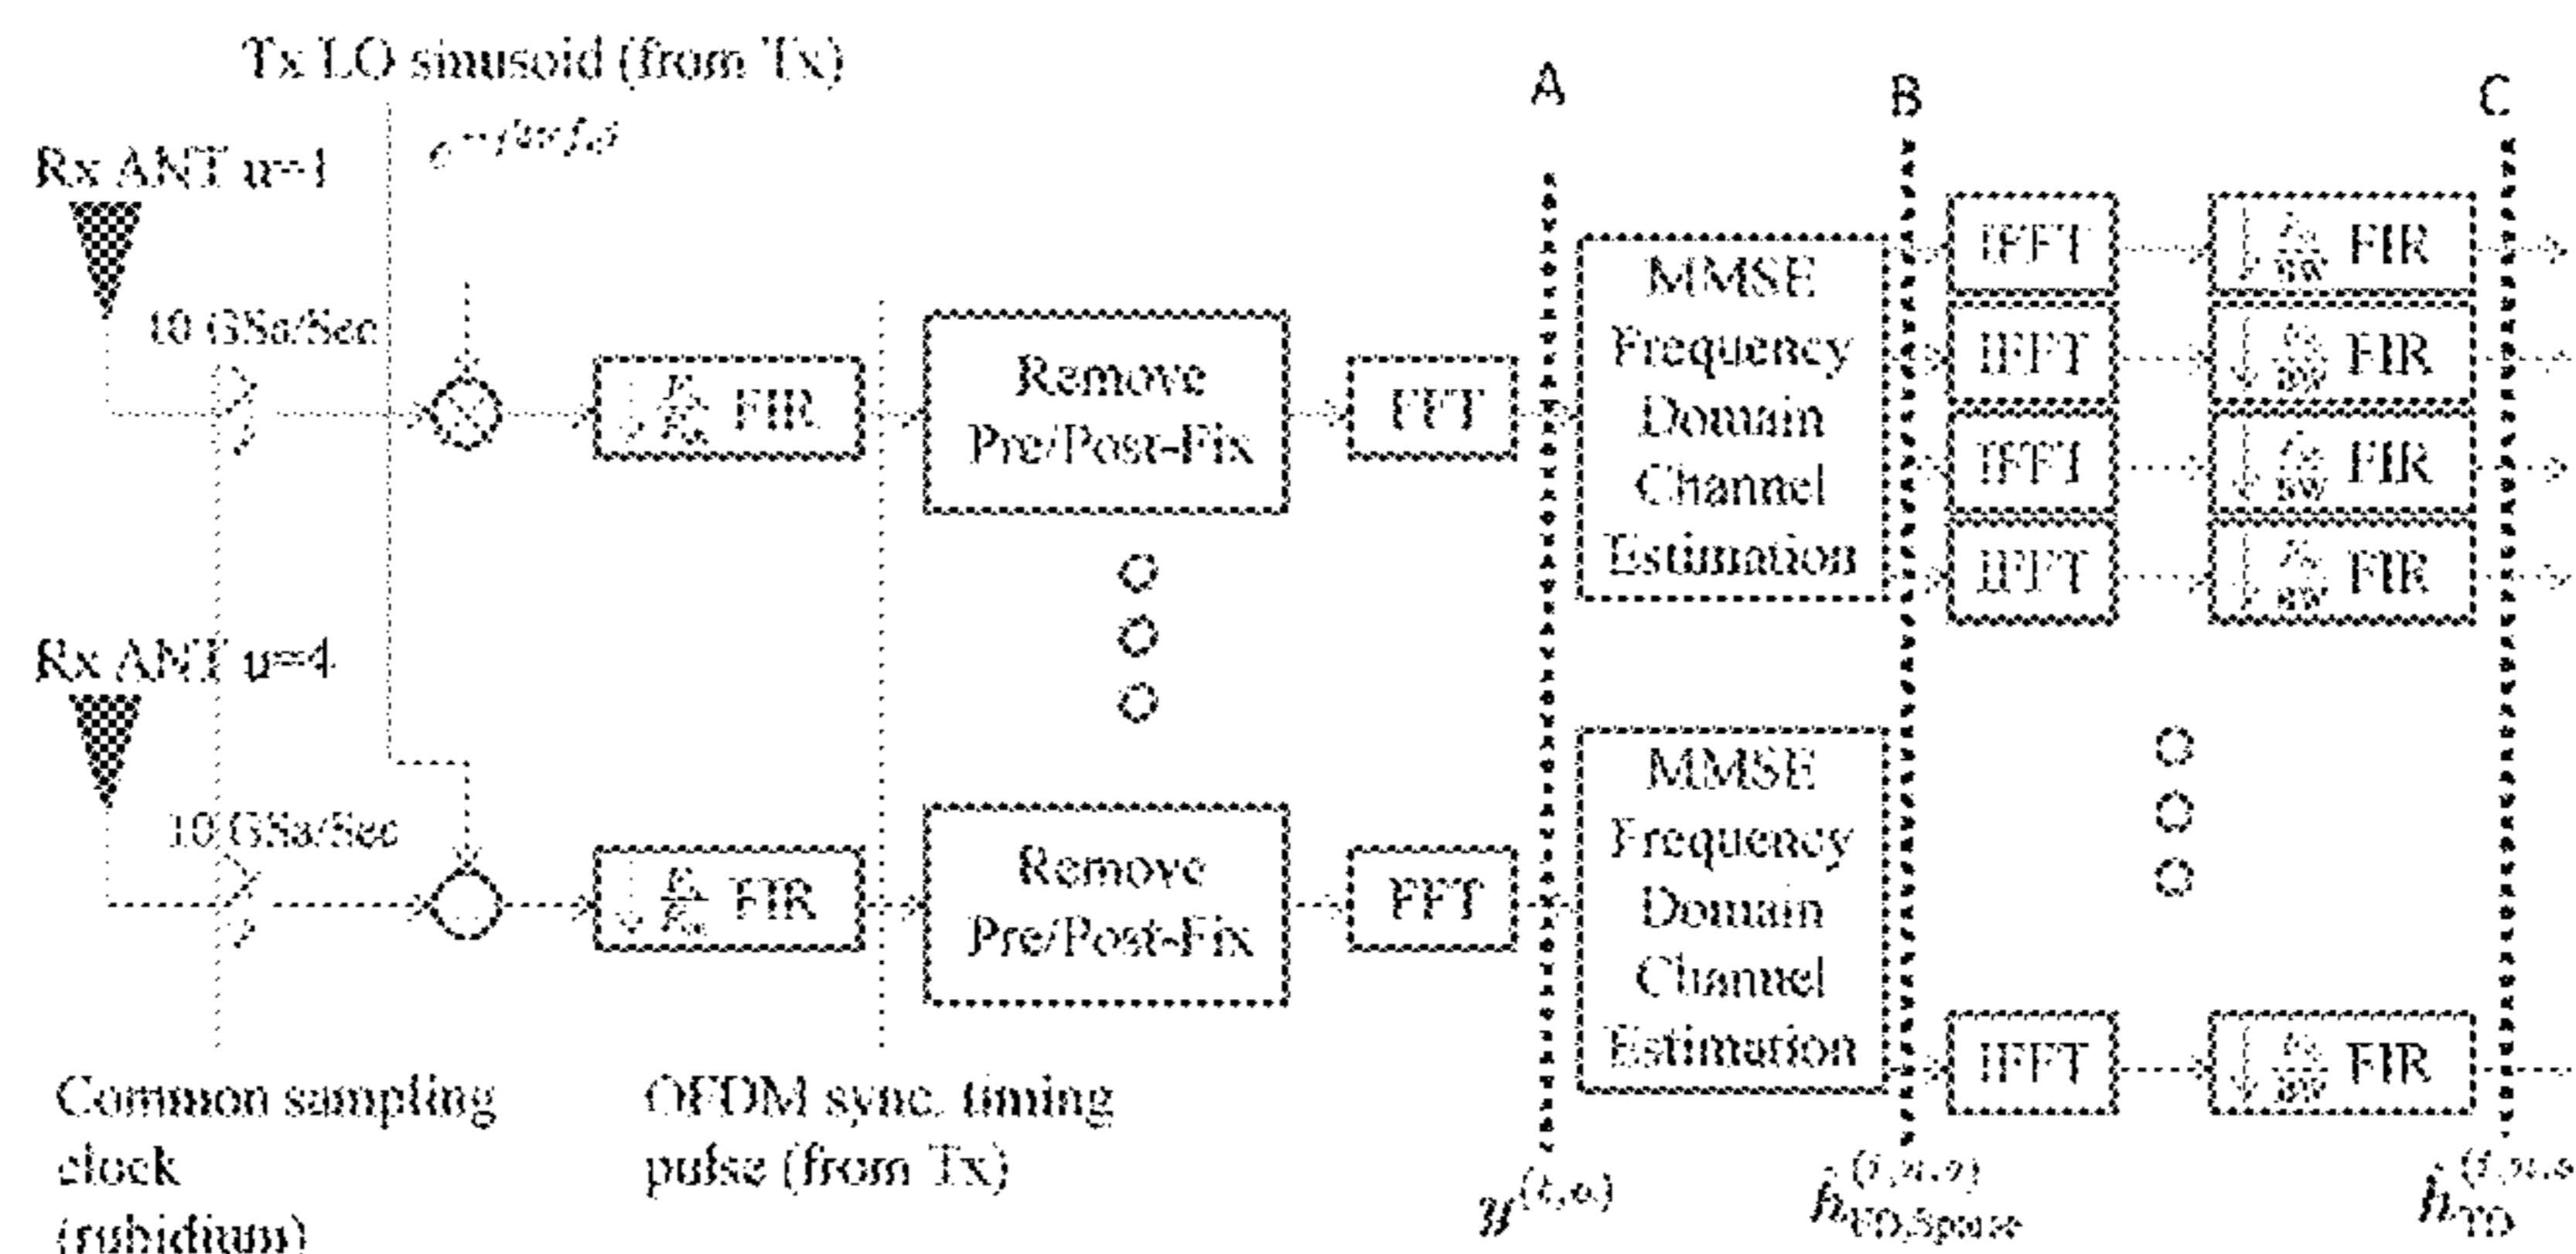 Tx LO sinusoid (from Tx)
A
B
C
Rx ANT u=1
10 GSa/Sec
IFFT
FIR
IFFT
FIR
IFFT
FIR
IFFT
FIR
MMSE
Frequency
Domain
Channel
Estimation
FIR
Remove
Pre/Post-Fix
FFT
Rx ANT u=4
10 GSa/Sec
FIR
Remove
Pre/Post-Fix
FFT
MMSE
Frequency
Domain
Channel
Estimation
IFFT
FIR
Common sampling
clock
(rubidium)
OFDM sync. timing
pulse (from Tx)